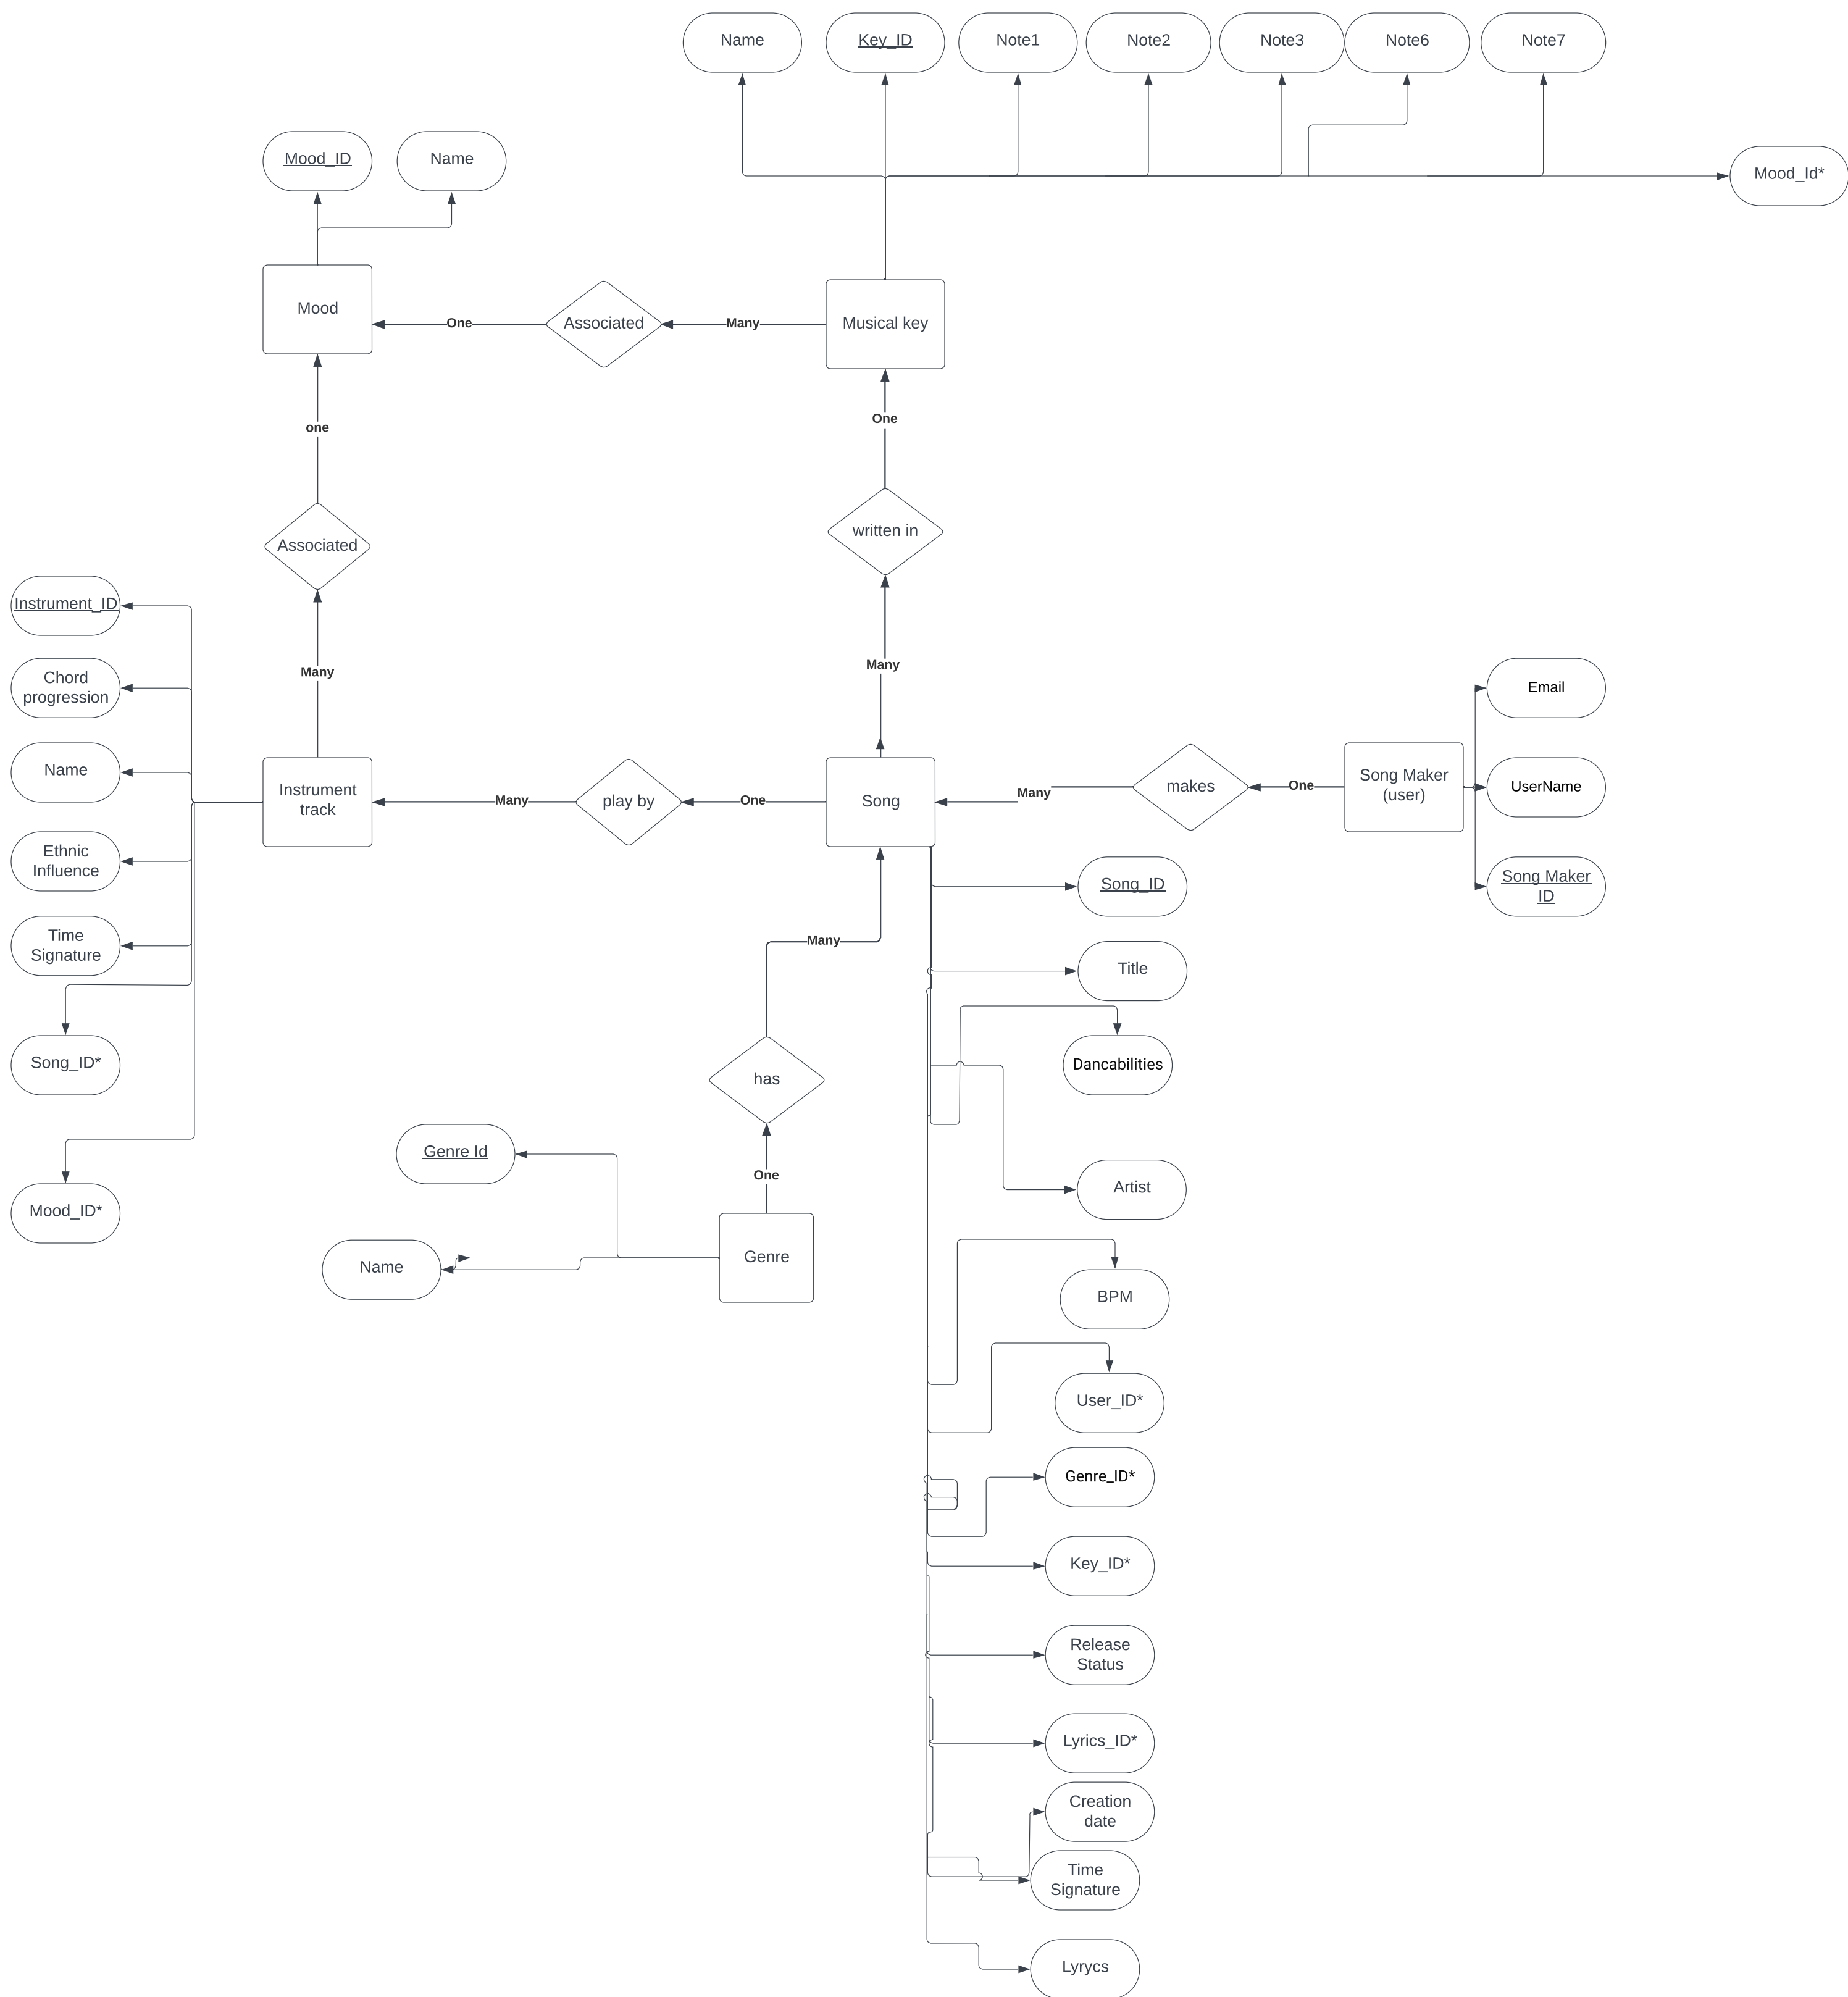 Name
Key_ID
Note1
Note2
Note3
Note6
Note7
Mood_ID
Name
Mood_Id*
Mood
One
Associated
Many
Musical key
One
one
written in
Associated
Instrument_ID
Many
Many
Chord
progression
Email
Name
Instrument
track
Many
play by
One
Song
Many
makes
One
Song Maker
(user)
UserName
Ethnic
Influence
Song_ID
Song Maker
ID
Time
Signature
Many
Title
Song_ID*
has
Dancabilities
Genre Id
One
Artist
Mood_ID*
Name
Genre
BPM
User_ID*
Genre_ID*
Key_ID*
Release
Status
Lyrics_ID*
Creation
date
Time
Signature
Lyrycs